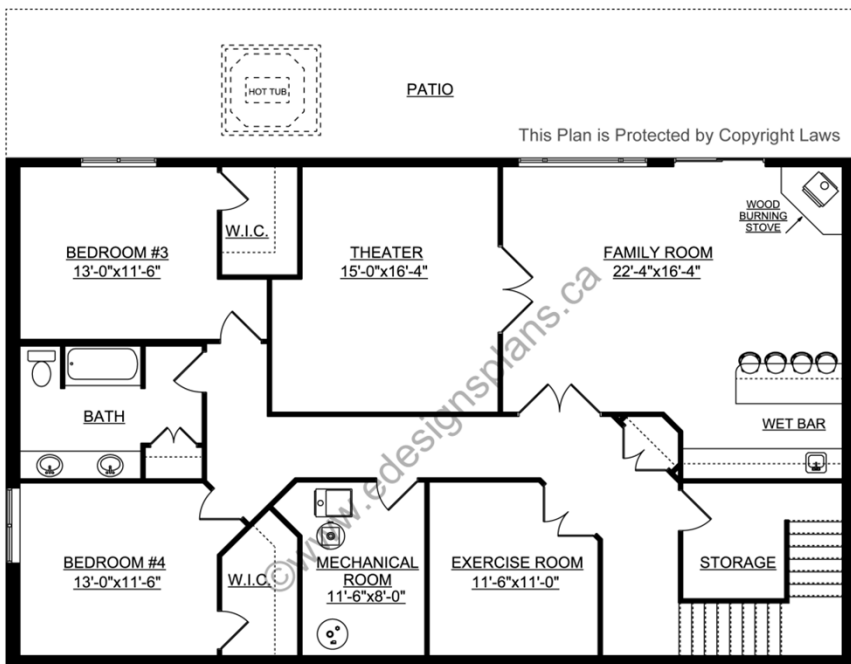 HOT TUB
PATIO
This Plan is Protected by Copyright Laws
BEDROOM #3
13'-0"x11'-6"
W.I.C.
THEATER
15'-0"x16'-4"
FAMILY ROOM
22'-4"x16'-4"
WOOD
BURNING
STOVE
BATH
WET BAR
BEDROOM #4
13'-0"x11'-6"
W.I.C.
MECHANICAL
ROOM
11'-6"x8'-0"
EXERCISE ROOM
11'-6"x11'-0"
STORAGE
©www.edesignsplans.ca